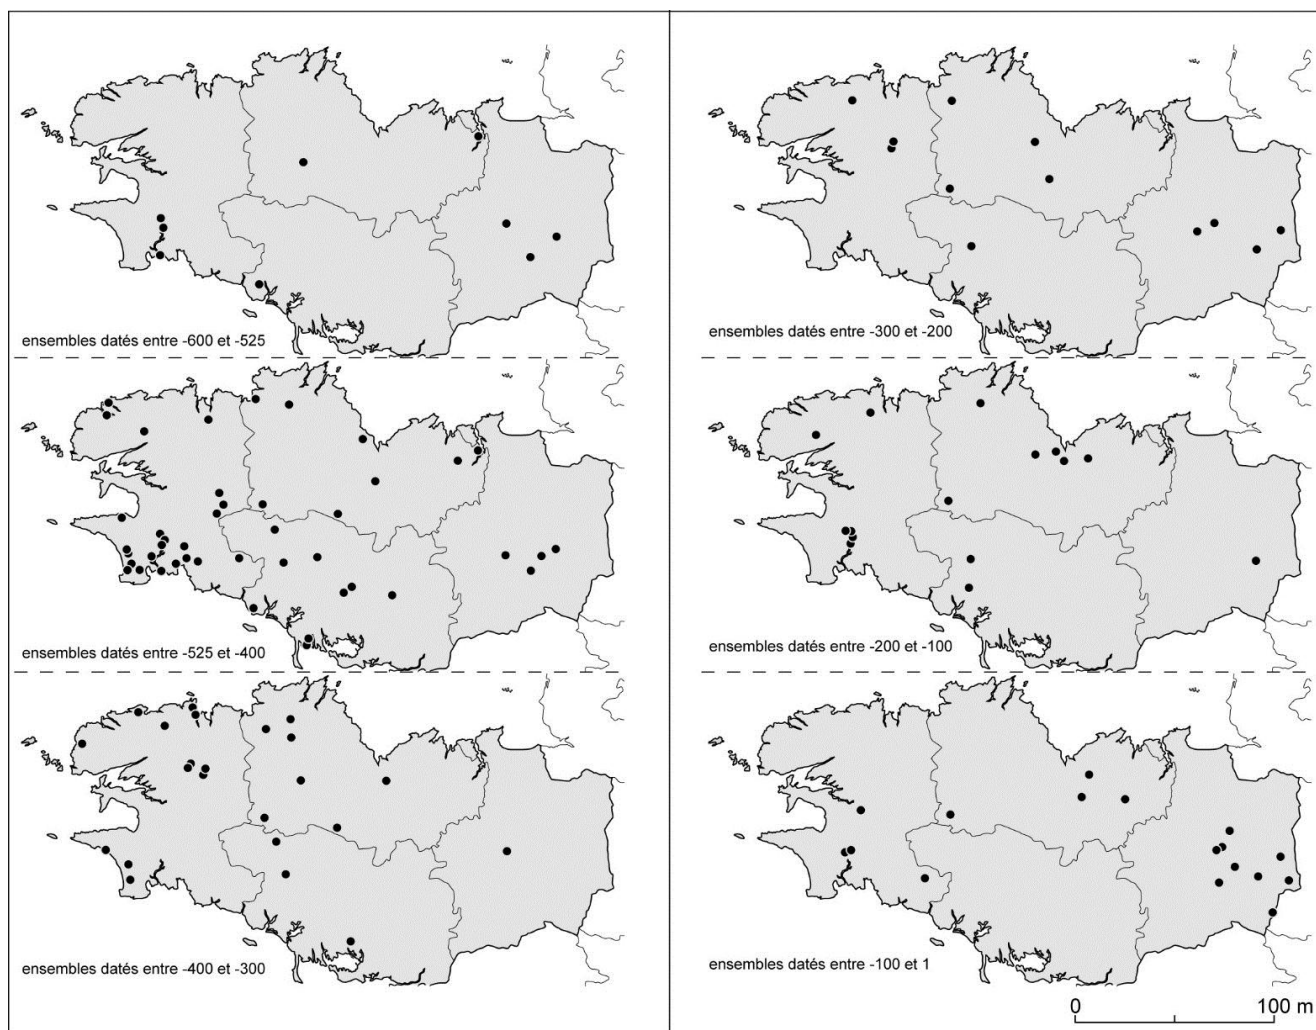 ensembles datés entre -600 et -525
ensembles datés entre -525 et -400
ensembles datés entre -400 et -300
ensembles datés entre -300 et -200
ensembles datés entre -200 et -100
ensembles datés entre -100 et 1
0 100 m